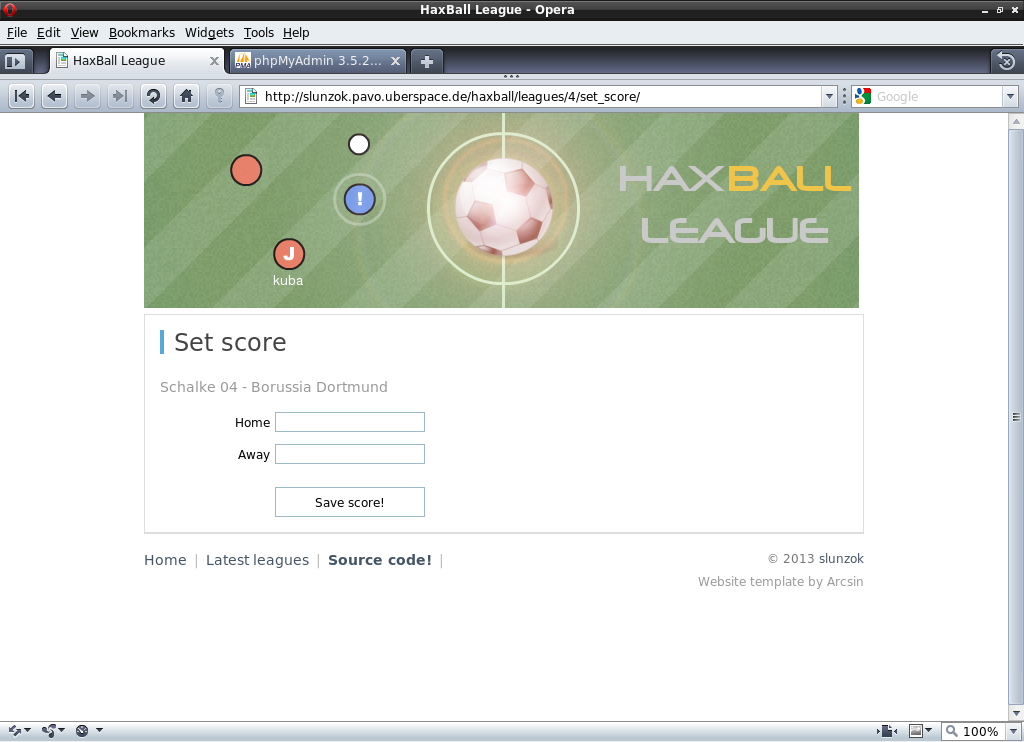 HaxBall League - Opera
File Edit View Bookmarks Widgets Tools Help
HaxBall League
phpMyAdmin 3.5.2...
http://slunzok.pavo.uberspace.de/haxball/leagues/4/set_score/
Google
!
J
kuba
HAXBALL
LEAGUE
Set score
Schalke 04 - Borussia Dortmund
Home
Away
Save score!
Home | Latest leagues | Source code! |
© 2013 slunzok
Website template by Arcsin
100%